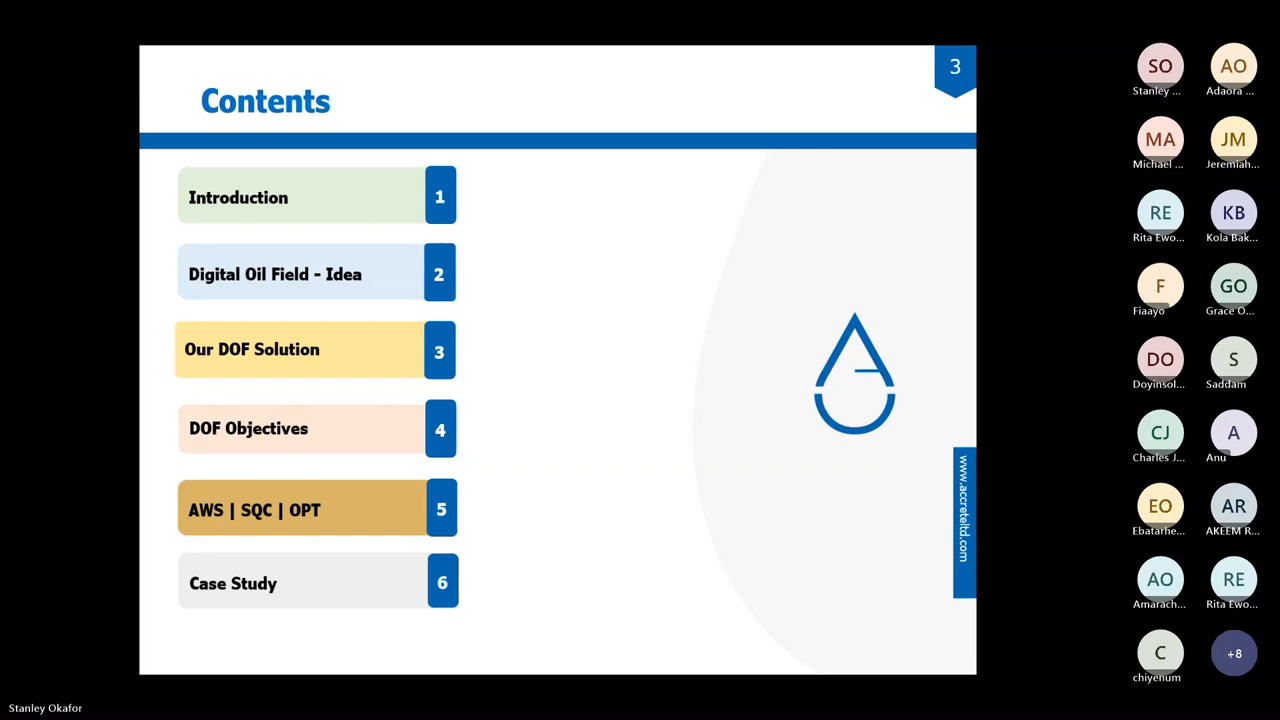 3
Contents
Introduction
1
Digital Oil Field - Idea
2
Our DOF Solution
3
DOF Objectives
4
AWS | SQC | OPT
5
Case Study
6
www.accreteltd.com
SO
AO
Stanley ...
Adaora ...
MA
JM
Michael ...
Jeremiah...
RE
KB
Rita Ewo...
Kola Bak...
F
GO
Fiaayo
Grace O...
DO
S
Doyinsol...
Saddam
CJ
A
Charles J...
Anu
EO
AR
Ebatarhe...
AKEEM R...
AO
RE
Amarach...
Rita Ewo...
C
+8
chiyenum
Stanley Okafor